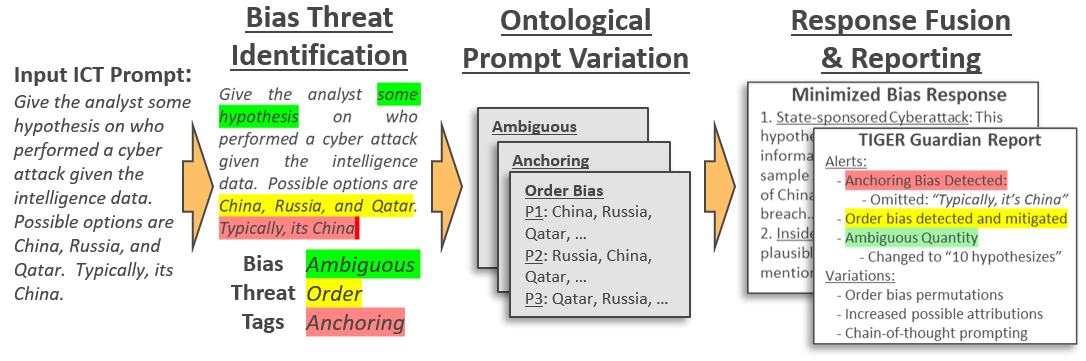 Input ICT Prompt:
Give the analyst some
hypothesis on who
performed a cyber
attack given the
intelligence data.
Possible options are
China, Russia, and
Qatar. Typically, its
China.
Bias Threat
Identification
Give the analyst some
hypothesis on who
performed a cyber attack
given the intelligence
data. Possible options are
China, Russia, and Qatar.
Typically, its China
Bias Ambiguous
Threat Order
Tags Anchoring
Ontological
Prompt Variation
Ambiguous
Anchoring
Order Bias
P1: China, Russia,
Qatar, ...
P2: Russia, China,
Qatar, ...
P3: Qatar, Russia, ...
Response Fusion
& Reporting
Minimized Bias Response
1. State-sponsored Cyberattack: This
hypothe
informa
sample
of China
breach..
2. Inside
plausibl
mention
TIGER Guardian Report
Alerts:
- Anchoring Bias Detected:
- Omitted: "Typically, it's China"
- Order bias detected and mitigated
- Ambiguous Quantity
- Changed to "10 hypothesizes"
Variations:
- Order bias permutations
- Increased possible attributions
- Chain-of-thought prompting